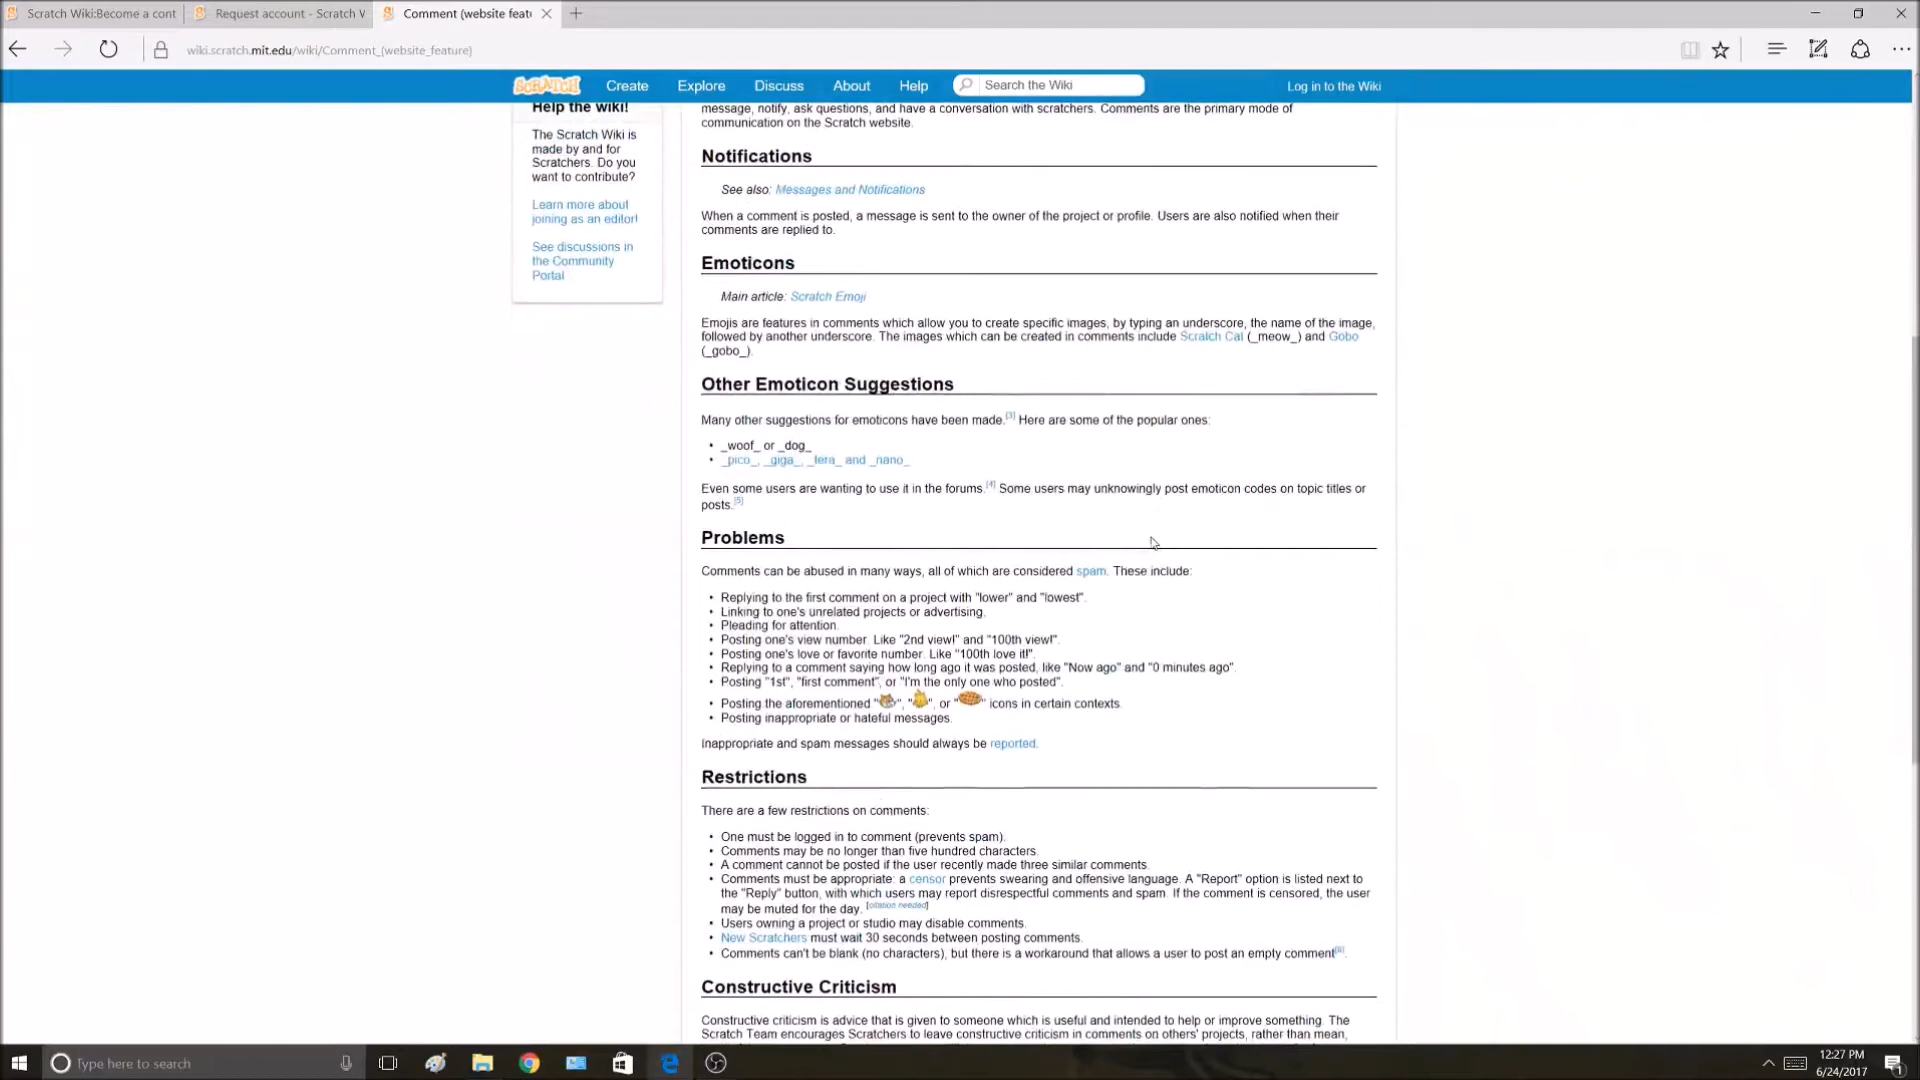 Scratch Wiki:Become a cont
Request account - Scratch W
Comment (website feat
wiki.scratch.mit.edu/wiki/Comment_(website_feature)
SCRATCH Create Explore Discuss About Help Search the Wiki Log in to the Wiki
Help the wiki!
The Scratch Wiki is
made by and for
Scratchers. Do you
want to contribute?
Learn more about
joining as an editor!
See discussions in
the Community
Portal
message, notify, ask questions, and have a conversation with scratchers. Comments are the primary mode of
communication on the Scratch website.
Notifications
See also: Messages and Notifications
When a comment is posted, a message is sent to the owner of the project or profile. Users are also notified when their
comments are replied to.
Emoticons
Main article: Scratch Emoji
Emojis are features in comments which allow you to create specific images, by typing an underscore, the name of the image,
followed by another underscore. The images which can be created in comments include Scratch Cat (_meow_) and Gobo
(_gobo_).
Other Emoticon Suggestions
Many other suggestions for emoticons have been made.[3] Here are some of the popular ones:
• _woof_ or _dog_
• _pico_, _giga_, _tera_ and _nano_
Even some users are wanting to use it in the forums.[4] Some users may unknowingly post emoticon codes on topic titles or
posts.[5]
Problems
Comments can be abused in many ways, all of which are considered spam. These include:
• Replying to the first comment on a project with "lower" and "lowest".
• Linking to one's unrelated projects or advertising.
• Pleading for attention.
• Posting one's view number. Like "2nd view!" and "100th view!".
• Posting one's love or favorite number. Like "100th love it!".
• Replying to a comment saying how long ago it was posted, like "Now ago" and "0 minutes ago".
• Posting "1st", "first comment", or "I'm the only one who posted".
• Posting the aforementioned "", "", or "" icons in certain contexts.
• Posting inappropriate or hateful messages.
Inappropriate and spam messages should always be reported.
Restrictions
There are a few restrictions on comments:
• One must be logged in to comment (prevents spam).
• Comments may be no longer than five hundred characters.
• A comment cannot be posted if the user recently made three similar comments.
• Comments must be appropriate: a censor prevents swearing and offensive language. A "Report" option is listed next to
the "Reply" button, with which users may report disrespectful comments and spam. If the comment is censored, the user
may be muted for the day. [citation needed]
• Users owning a project or studio may disable comments.
• New Scratchers must wait 30 seconds between posting comments.
• Comments can't be blank (no characters), but there is a workaround that allows a user to post an empty comment[6].
Constructive Criticism
Constructive criticism is advice that is given to someone which is useful and intended to help or improve something. The
Scratch Team encourages Scratchers to leave constructive criticism in comments on others' projects, rather than mean,
Type here to search
12:27 PM
6/24/2017
1